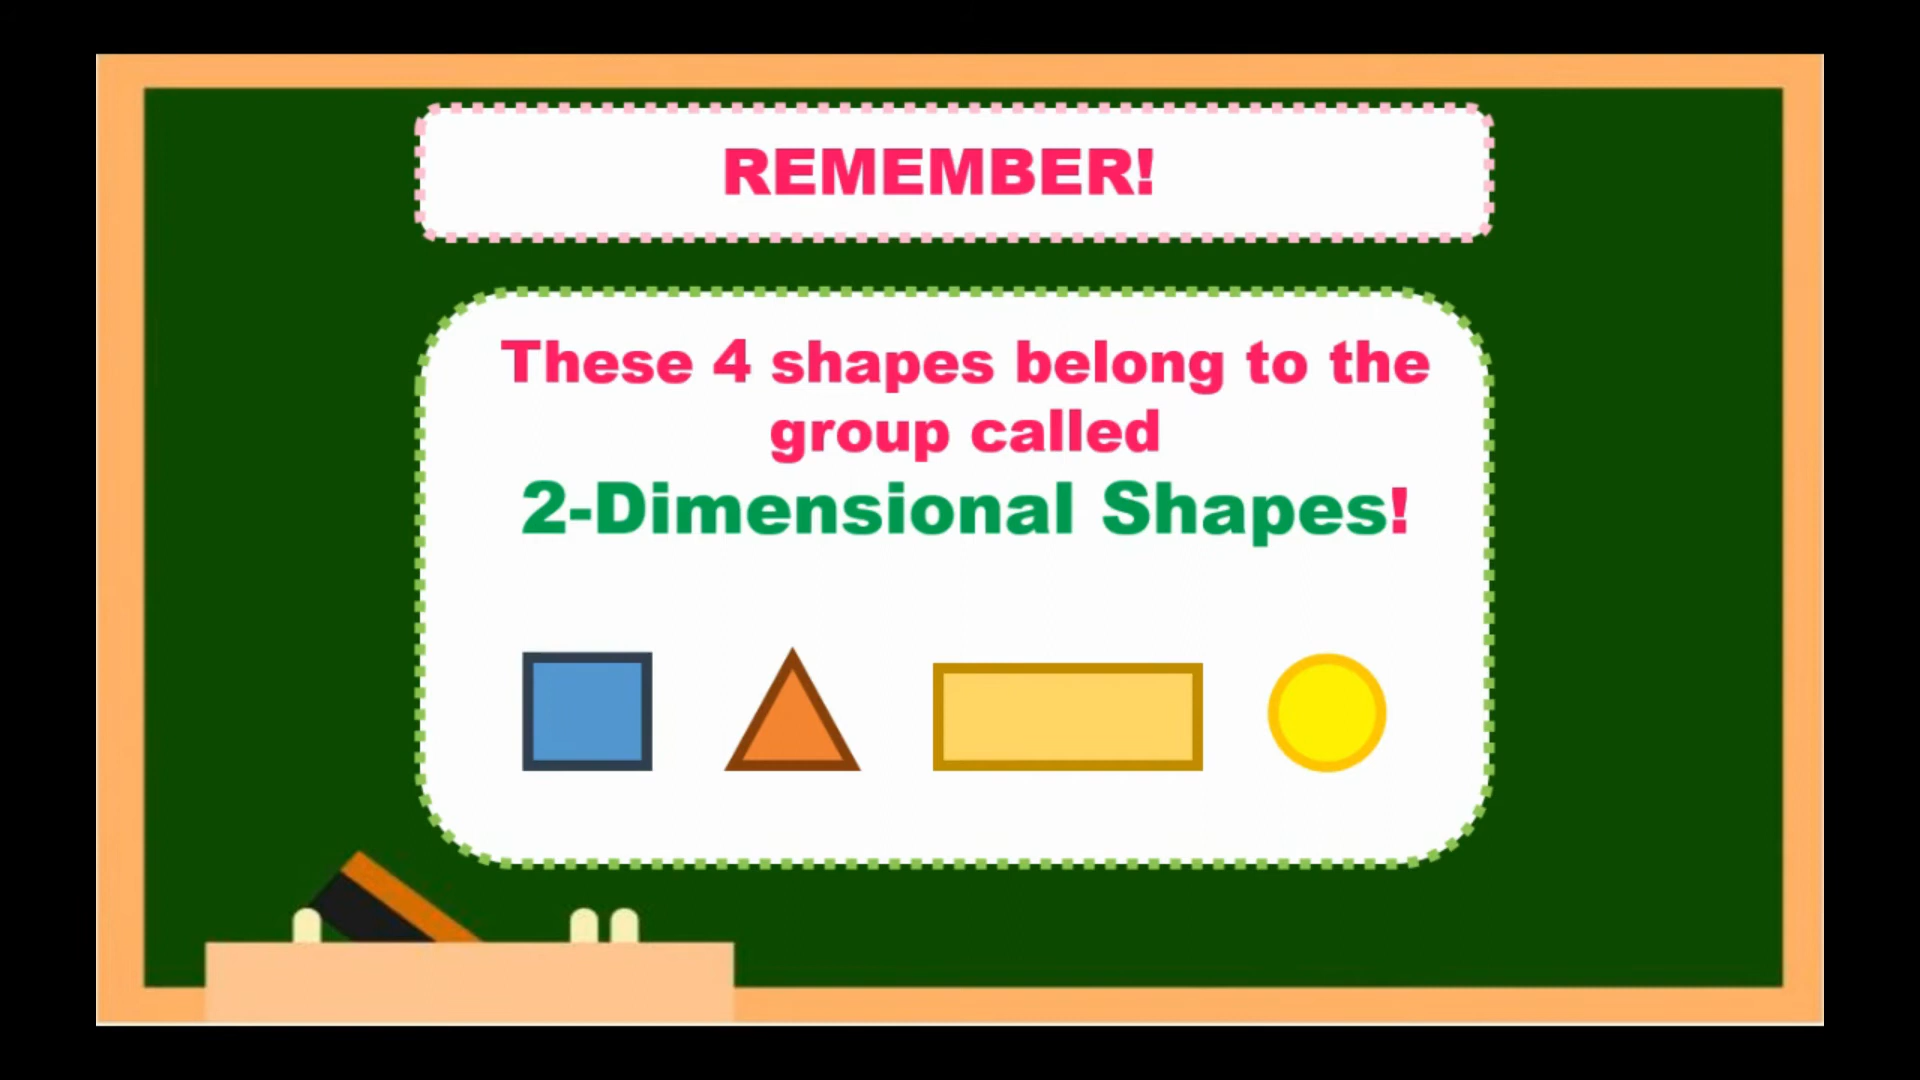 REMEMBER!
These 4 shapes belong to the
group called
2-Dimensional Shapes!